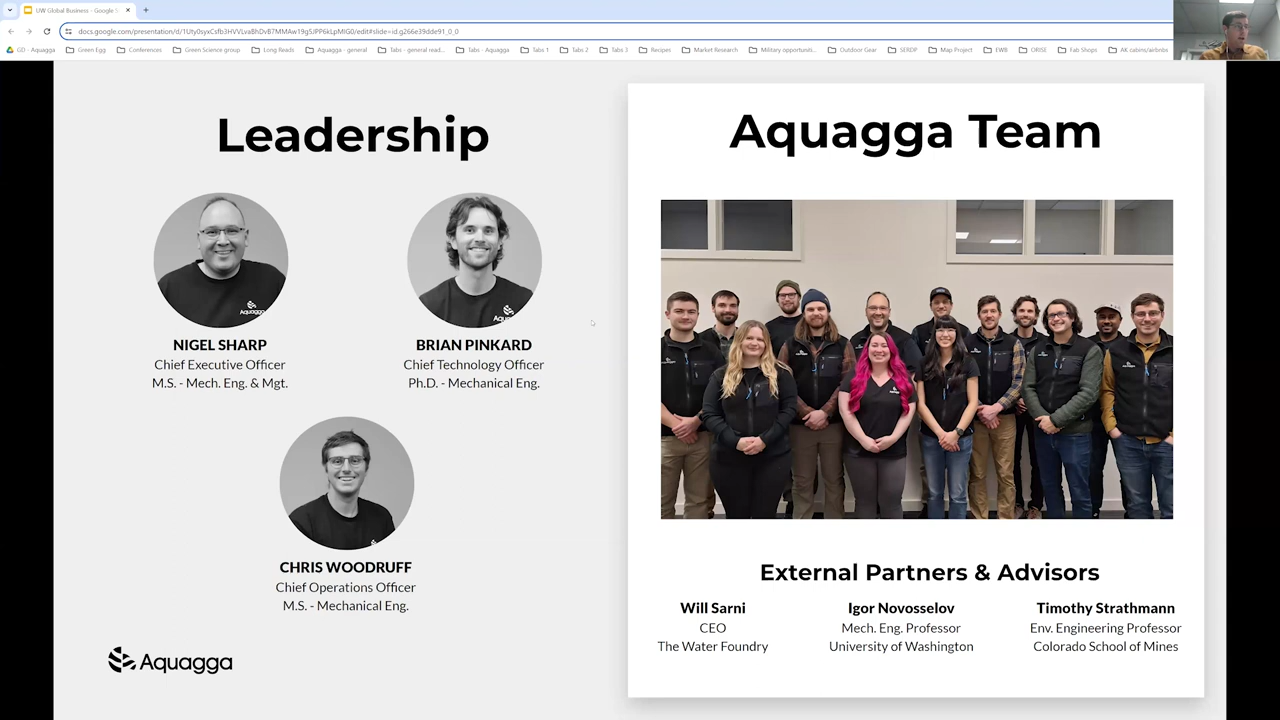 UW Global Business - Google S
docs.google.com/presentation/d/1Uty0syxCsfb3HVVLvaBhDvB7MMAw19g5JPP6kLpMIG0/edit#slide=id.g266e39dde91_0_0
GD - Aquagga
Green Egg
Conferences
Green Science group
Long Reads
Aquagga - general
Tabs - general read...
Tabs - Aquagga
Tabs 1
Tabs 2
Tabs 3
Recipes
Market Research
Military opportuniti...
Outdoor Gear
SERDP
Map Project
EWB
ORISE
Fab Shops
AK cabins/airbnbs
Leadership
NIGEL SHARP
Chief Executive Officer
M.S. - Mech. Eng. & Mgt.
BRIAN PINKARD
Chief Technology Officer
Ph.D. - Mechanical Eng.
CHRIS WOODRUFF
Chief Operations Officer
M.S. - Mechanical Eng.
Aquagga
Aquagga Team
External Partners & Advisors
Will Sarni
CEO
The Water Foundry
Igor Novosselov
Mech. Eng. Professor
University of Washington
Timothy Strathmann
Env. Engineering Professor
Colorado School of Mines